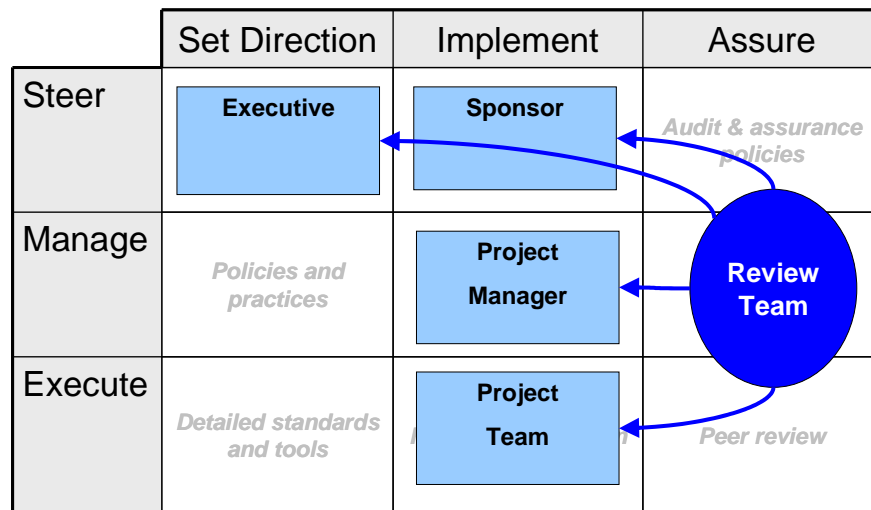 Set Direction
Implement
Assure
Steer
Executive
Sponsor
Audit & assurance
policies
Manage
Policies and
practices
Project
Manager
Review
Team
Execute
Detailed standards
and tools
Project
Team
Peer review